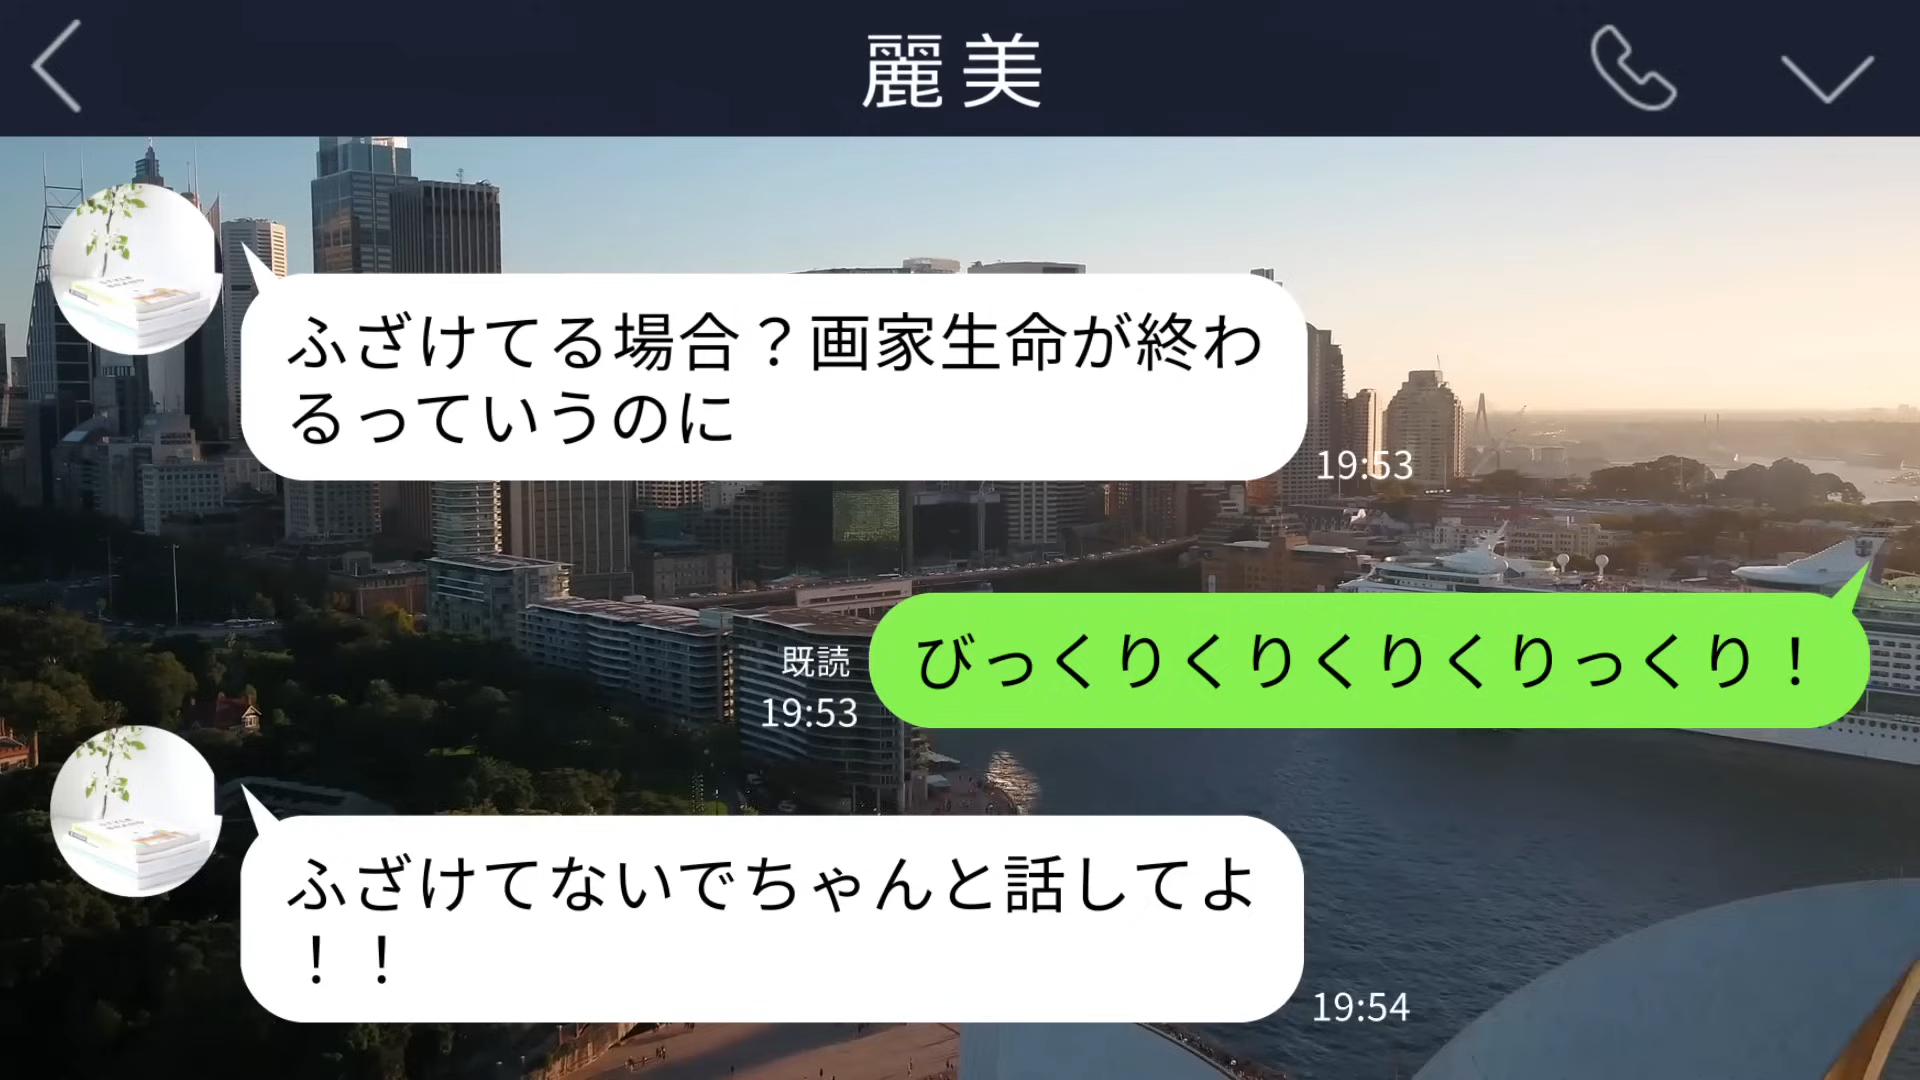 麗美
ふざけてる場合？画家生命が終わ
るっていうのに
19:53
びっくりくりくりくりっくり！
既読
19:53
ふざけてないでちゃんと話してよ
！！
19:54